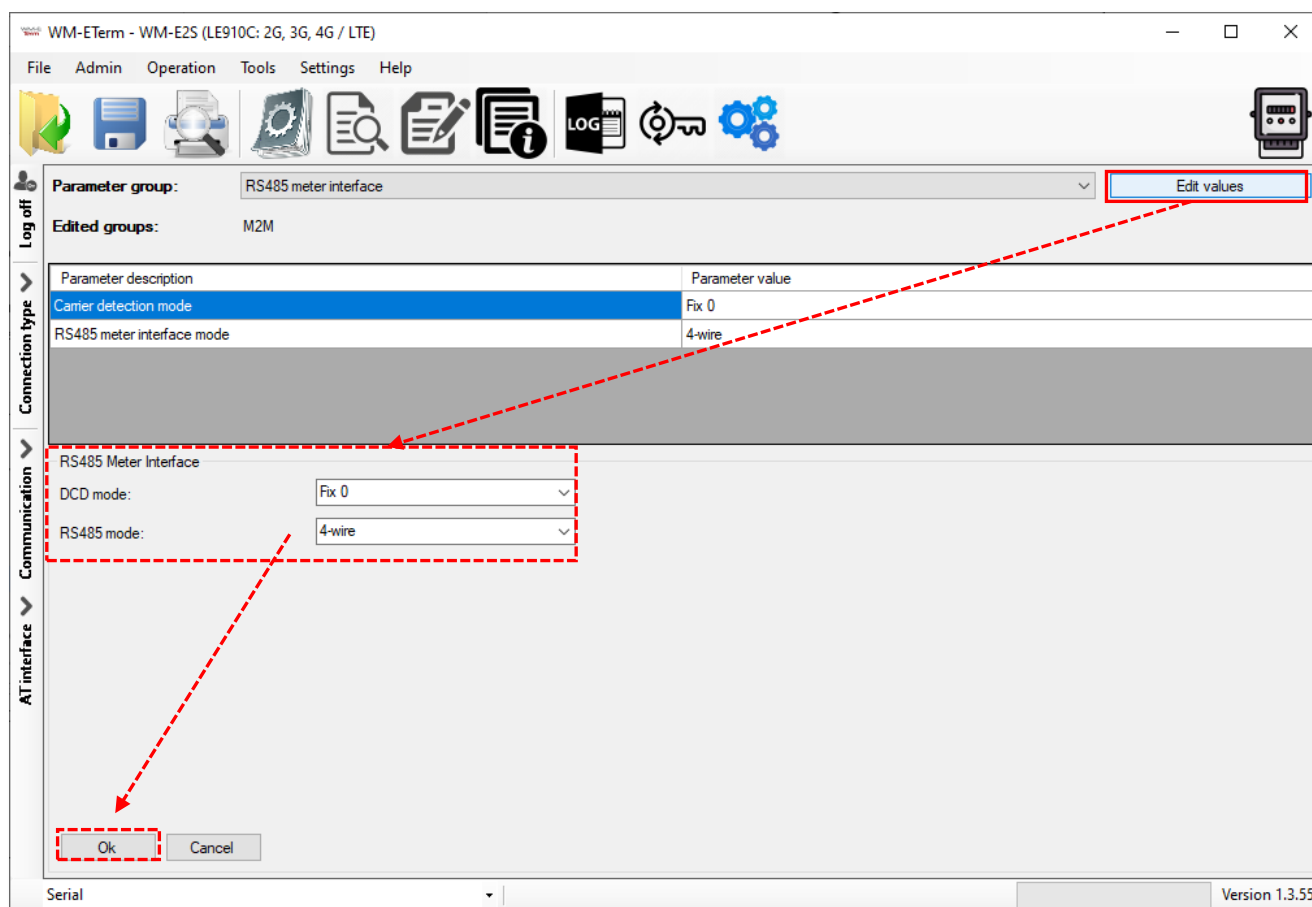 WM-ETerm - WM-E2S (LE910C: 2G, 3G, 4G / LTE)
File Admin Operation Tools Settings Help
LOG
Parameter group: RS485 meter interface Edit values
Edited groups: M2M
Log off
Connection type
Communication
AT interface
Parameter description Parameter value
Carrier detection mode Fix 0
RS485 meter interface mode 4-wire
RS485 Meter Interface
DCD mode: Fix 0
RS485 mode: 4-wire
Ok Cancel
Serial Version 1.3.55